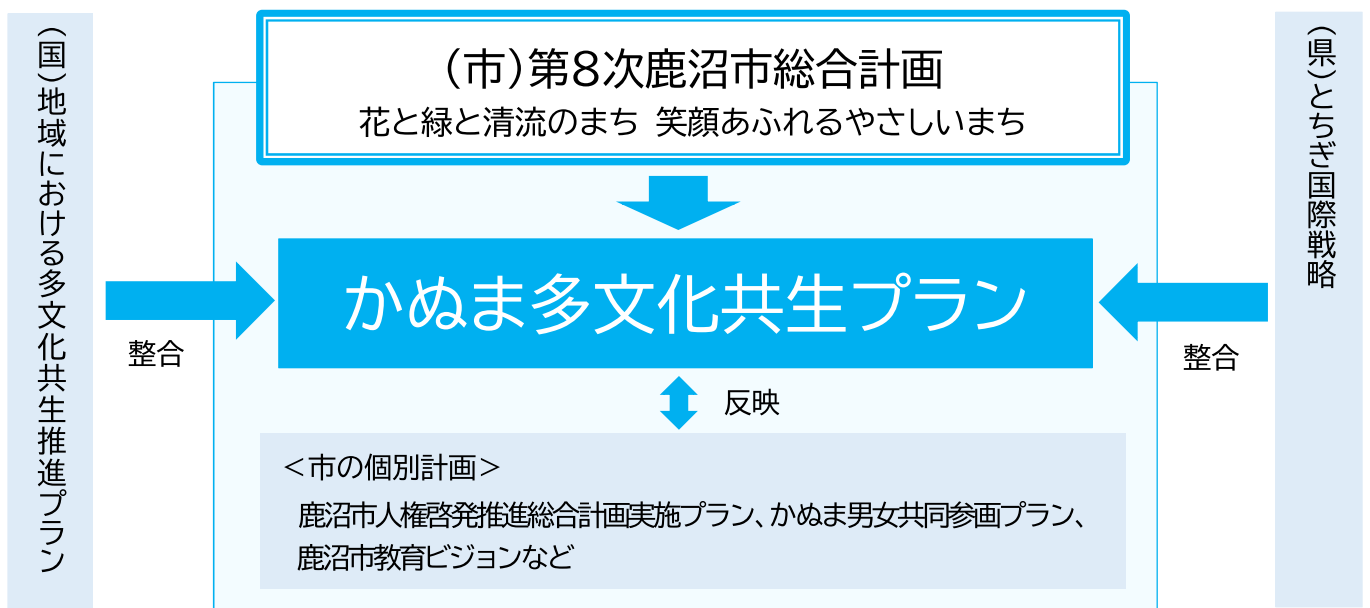 (国)地域における多文化共生推進プラン
(市)第8次鹿沼市総合計画
花と緑と清流のまち 笑顔あふれるやさしいまち
(県)とちぎ国際戦略
かぬま多文化共生プラン
整合
整合
反映
＜市の個別計画＞
鹿沼市人権啓発推進総合計画実施プラン、かぬま男女共同参画プラン、
鹿沼市教育ビジョンなど